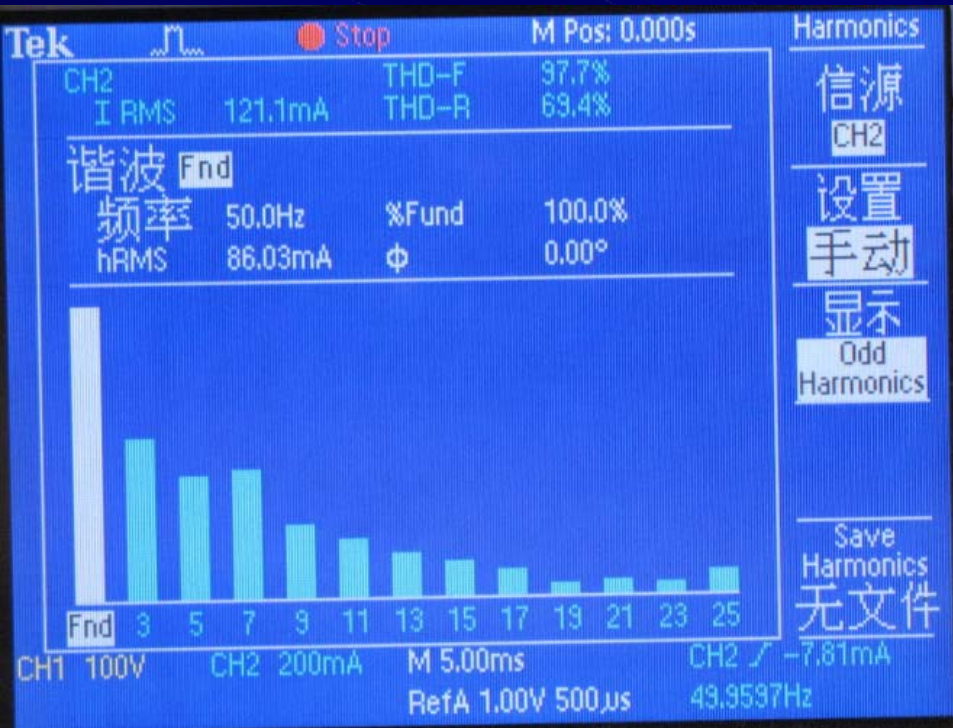 Tek Stop M Pos: 0.000s Harmonics
CH2 THD-F 97.7%
I RMS 121.1mA THD-R 69.4%
谐波 Fnd
频率 50.0Hz %Fund 100.0%
hRMS 86.03mA Φ 0.00°
信源
CH2
设置
手动
显示
Odd
Harmonics
Save
Harmonics
无文件
Fnd 3 5 7 9 11 13 15 17 19 21 23 25
CH1 100V CH2 200mA M 5.00ms CH2 -7.81mA
RefA 1.00V 500µs 49.9597Hz